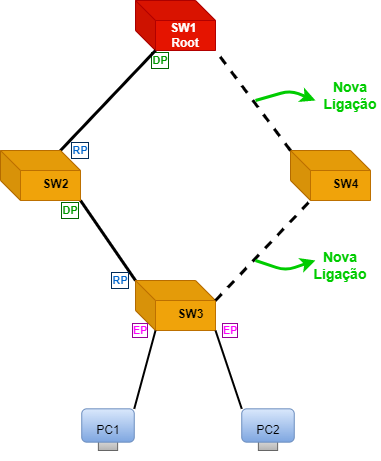 SW1
Root
DP
Nova
Ligação
RP
SW2
SW4
DP
Nova
Ligação
RP
SW3
EP
EP
PC1
PC2